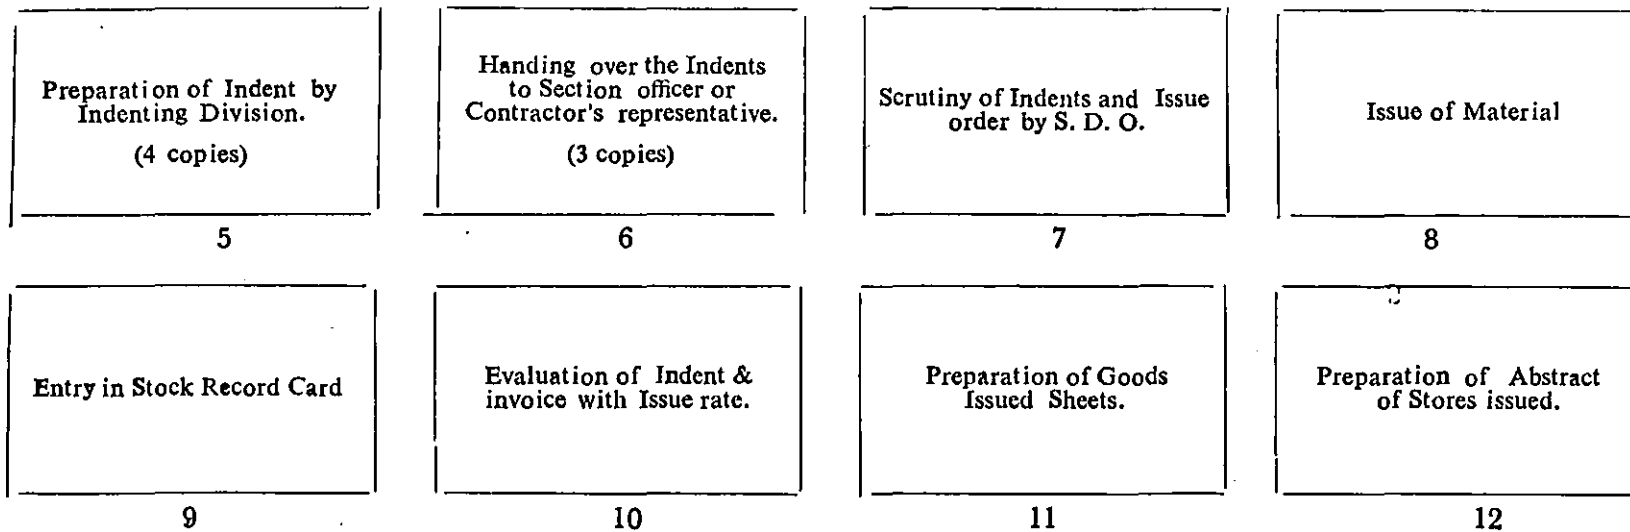 Preparation of Indent by
Indenting Division.
(4 copies)
Handing over the Indents
to Section officer or
Contractor's representative.
(3 copies)
Scrutiny of Indents and Issue
order by S. D. O.
Issue of Material
5
6
7
8
Entry in Stock Record Card
Evaluation of Indent &
invoice with Issue rate.
Preparation of Goods
Issued Sheets.
Preparation of Abstract
of Stores issued.
9
10
11
12